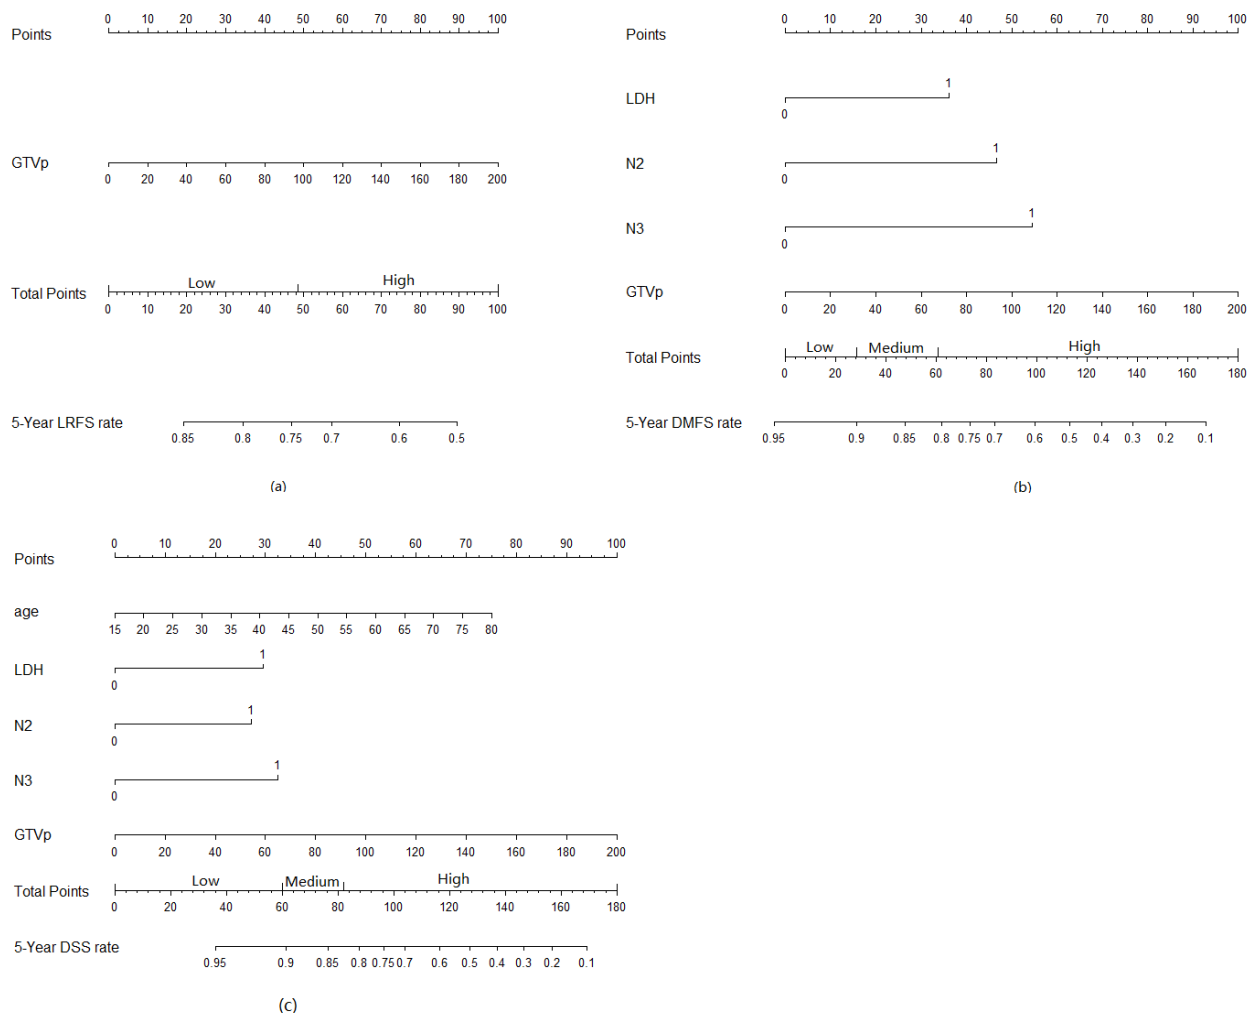 0 10 20 30 40 50 60 70 80 90 100
Points
GTVp
0 20 40 60 80 100 120 140 160 180 200
Low High
Total Points
0 10 20 30 40 50 60 70 80 90 100
5-Year LRFS rate
0.85 0.8 0.75 0.7 0.6 0.5
(a)
0 10 20 30 40 50 60 70 80 90 100
Points
1
LDH
0
1
N2
0
1
N3
0
GTVp
0 20 40 60 80 100 120 140 160 180 200
Low Medium High
Total Points
0 20 40 60 80 100 120 140 160 180
5-Year DMFS rate
0.95 0.9 0.85 0.8 0.75 0.7 0.6 0.5 0.4 0.3 0.2 0.1
(b)
0 10 20 30 40 50 60 70 80 90 100
Points
age
15 20 25 30 35 40 45 50 55 60 65 70 75 80
1
LDH
0
1
N2
0
1
N3
0
GTVp
0 20 40 60 80 100 120 140 160 180 200
Low Medium High
Total Points
0 20 40 60 80 100 120 140 160 180
5-Year DSS rate
0.95 0.9 0.85 0.8 0.75 0.7 0.6 0.5 0.4 0.3 0.2 0.1
(c)